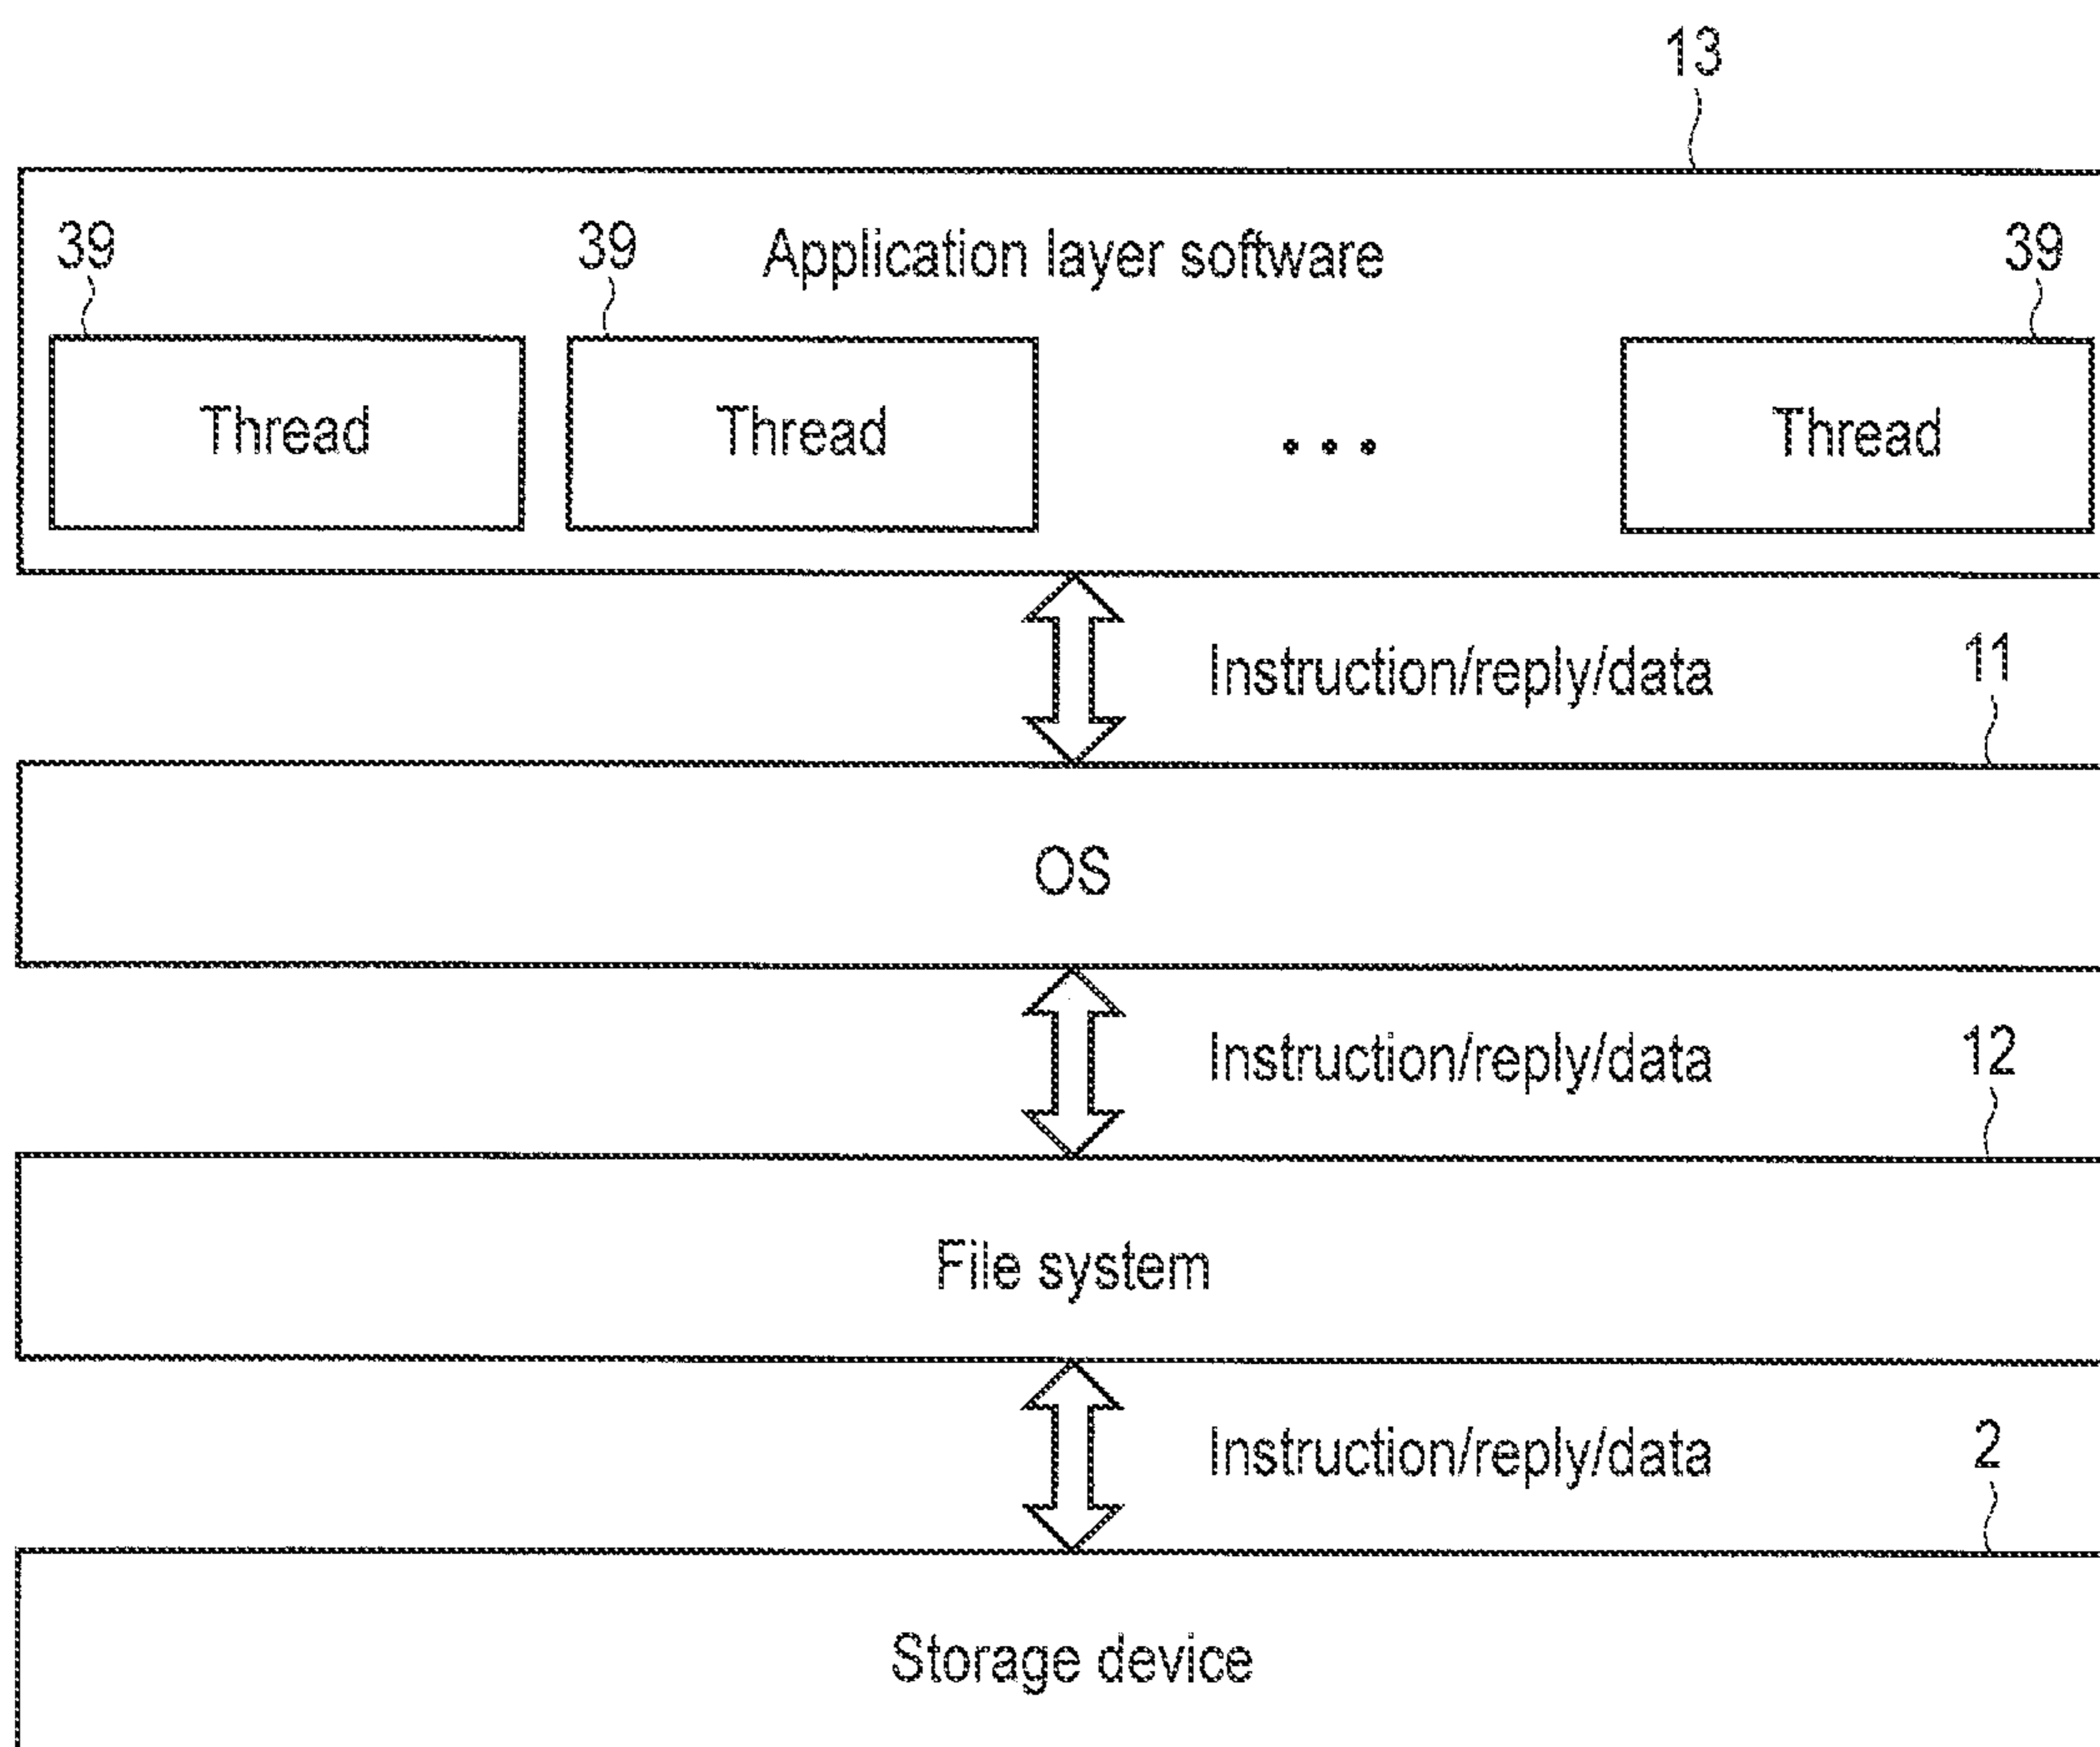 13
39 39 Application layer software 39
Thread Thread ... Thread
Instruction/reply/data 11
OS
Instruction/reply/data 12
File system
Instruction/reply/data 2
Storage device